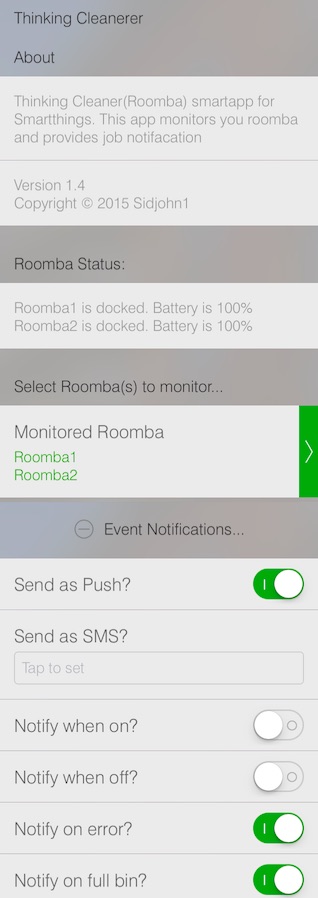 Thinking Cleanerer
About
Thinking Cleaner(Roomba) smartapp for
Smartthings. This app monitors you roomba
and provides job notifacation
Version 1.4
Copyright © 2015 Sidjohn1
Roomba Status:
Roomba1 is docked. Battery is 100%
Roomba2 is docked. Battery is 100%
Select Roomba(s) to monitor...
Monitored Roomba
Roomba1
Roomba2
Event Notifications...
Send as Push?
Send as SMS?
Tap to set
Notify when on?
Notify when off?
Notify on error?
Notify on full bin?